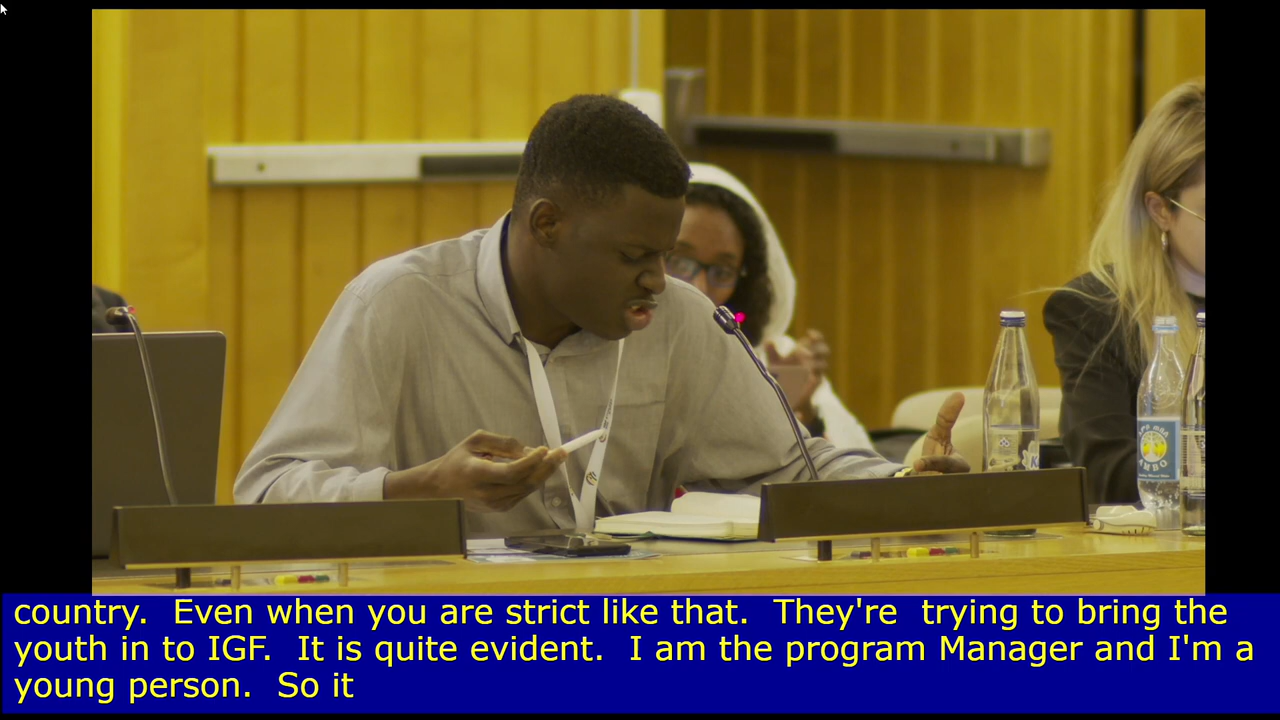 country.  Even when you are strict like that.  They're  trying to bring the
youth in to IGF.  It is quite evident.  I am the program Manager and I'm a
young person.  So it